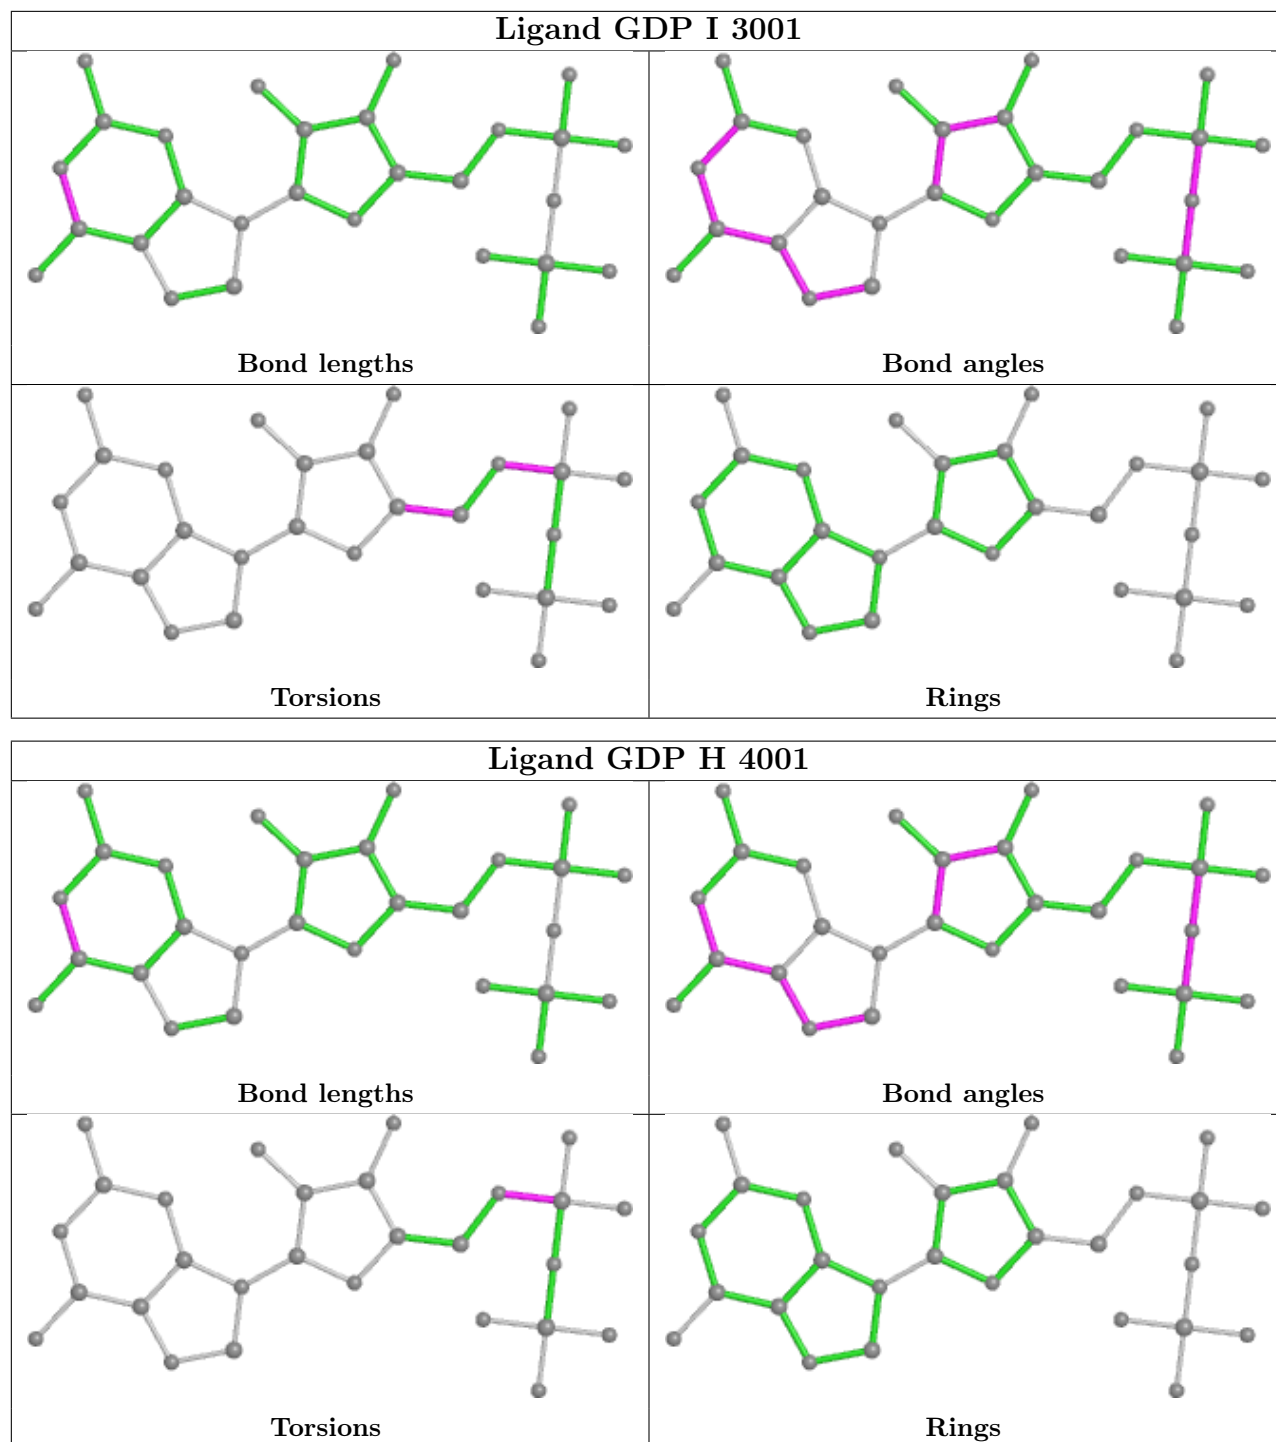 Ligand GDP I 3001
Bond lengths
Bond angles
Torsions
Rings
Ligand GDP H 4001
Bond lengths
Bond angles
Torsions
Rings